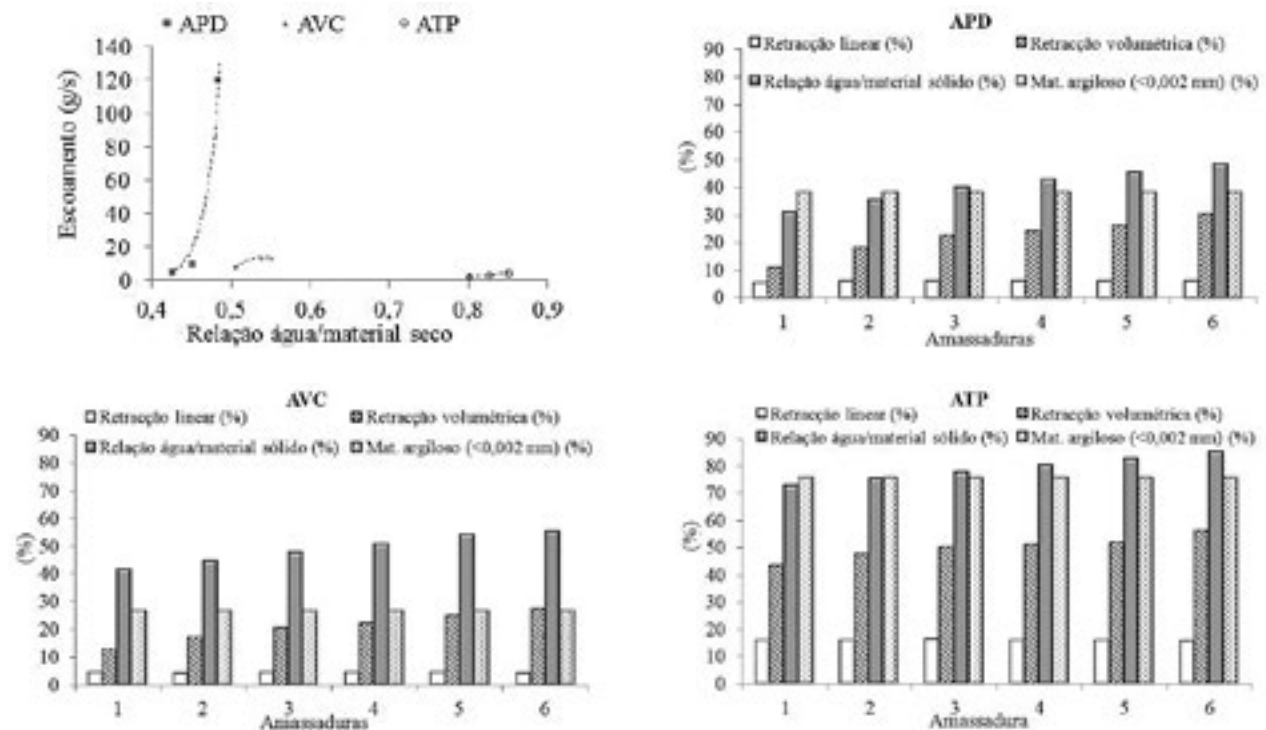 APD AVC ATP
140
120
100
80
60
40
20
0
Escoamento (g/s)
0,4 0,5 0,6 0,7 0,8 0,9
Relação água/material seco
APD
Retracção linear (%) Retracção volumétrica (%)
Relação água/material sólido (%) Mat. argiloso (<0,002 mm) (%)
90
80
70
60
50
40
30
20
10
0
(%)
1 2 3 4 5 6
Amassaduras
AVC
Retracção linear (%) Retracção volumétrica (%)
Relação água/material sólido (%) Mat. argiloso (<0,002 mm) (%)
90
80
70
60
50
40
30
20
10
0
(%)
1 2 3 4 5 6
Amassaduras
ATP
Retracção linear (%) Retracção volumétrica (%)
Relação água/material sólido (%) Mat. argiloso (<0,002 mm) (%)
90
80
70
60
50
40
30
20
10
0
(%)
1 2 3 4 5 6
Amassadura